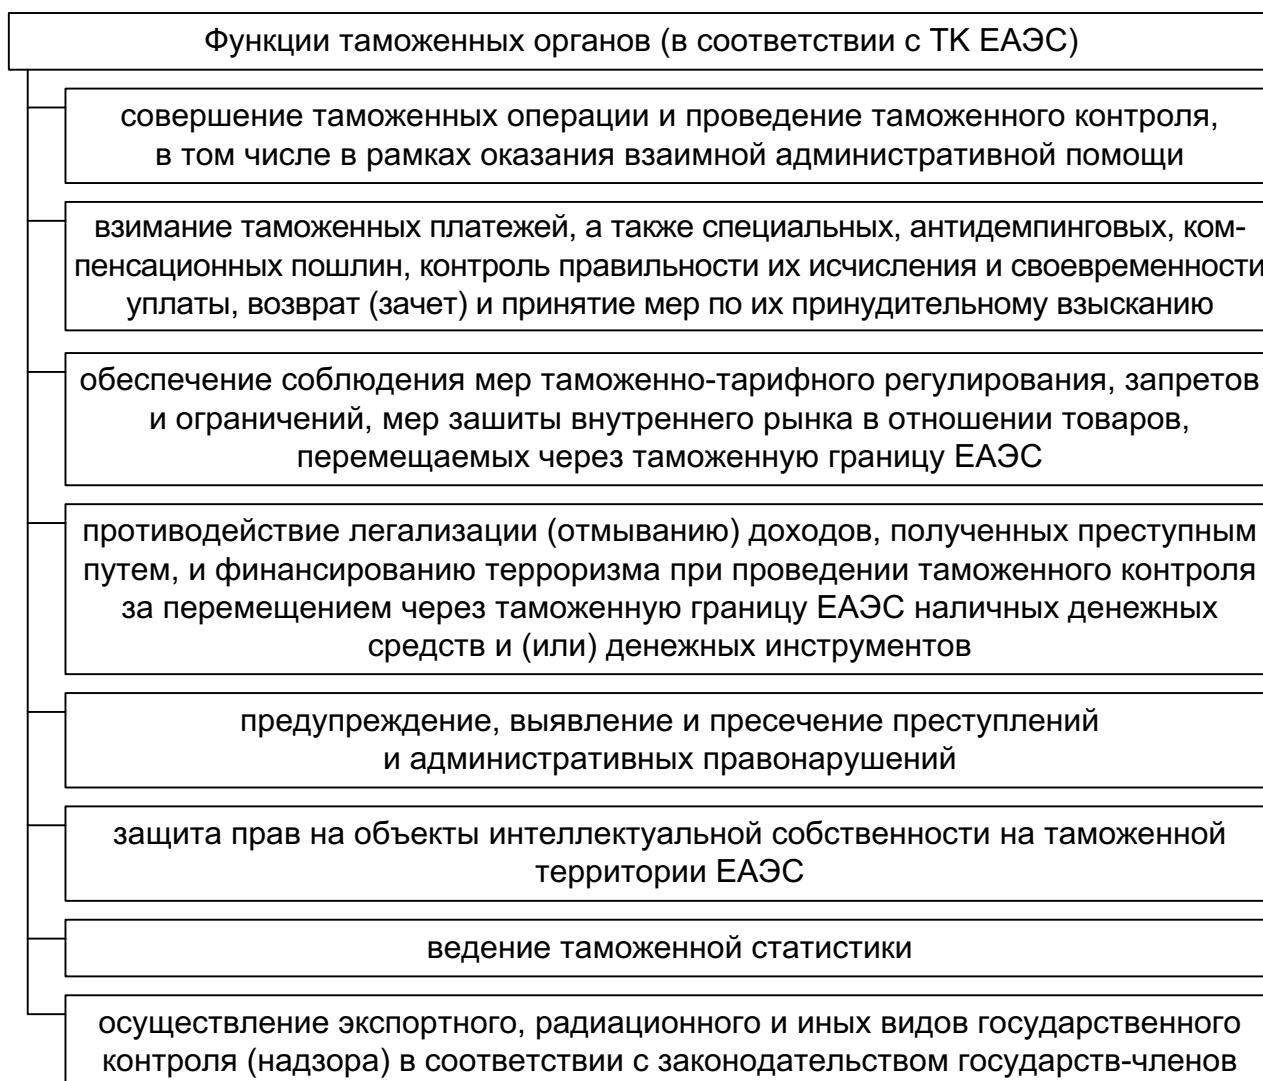 Функции таможенных органов (в соответствии с ТК ЕАЭС)
совершение таможенных операции и проведение таможенного контроля,
в том числе в рамках оказания взаимной административной помощи
взимание таможенных платежей, а также специальных, антидемпинговых, ком-
пенсационных пошлин, контроль правильности их исчисления и своевременности
уплаты, возврат (зачет) и принятие мер по их принудительному взысканию
обеспечение соблюдения мер таможенно-тарифного регулирования, запретов
и ограничений, мер зашиты внутреннего рынка в отношении товаров,
перемещаемых через таможенную границу ЕАЭС
противодействие легализации (отмыванию) доходов, полученных преступным
путем, и финансированию терроризма при проведении таможенного контроля
за перемещением через таможенную границу ЕАЭС наличных денежных
средств и (или) денежных инструментов
предупреждение, выявление и пресечение преступлений
и административных правонарушений
защита прав на объекты интеллектуальной собственности на таможенной
территории ЕАЭС
ведение таможенной статистики
осуществление экспортного, радиационного и иных видов государственного
контроля (надзора) в соответствии с законодательством государств-членов